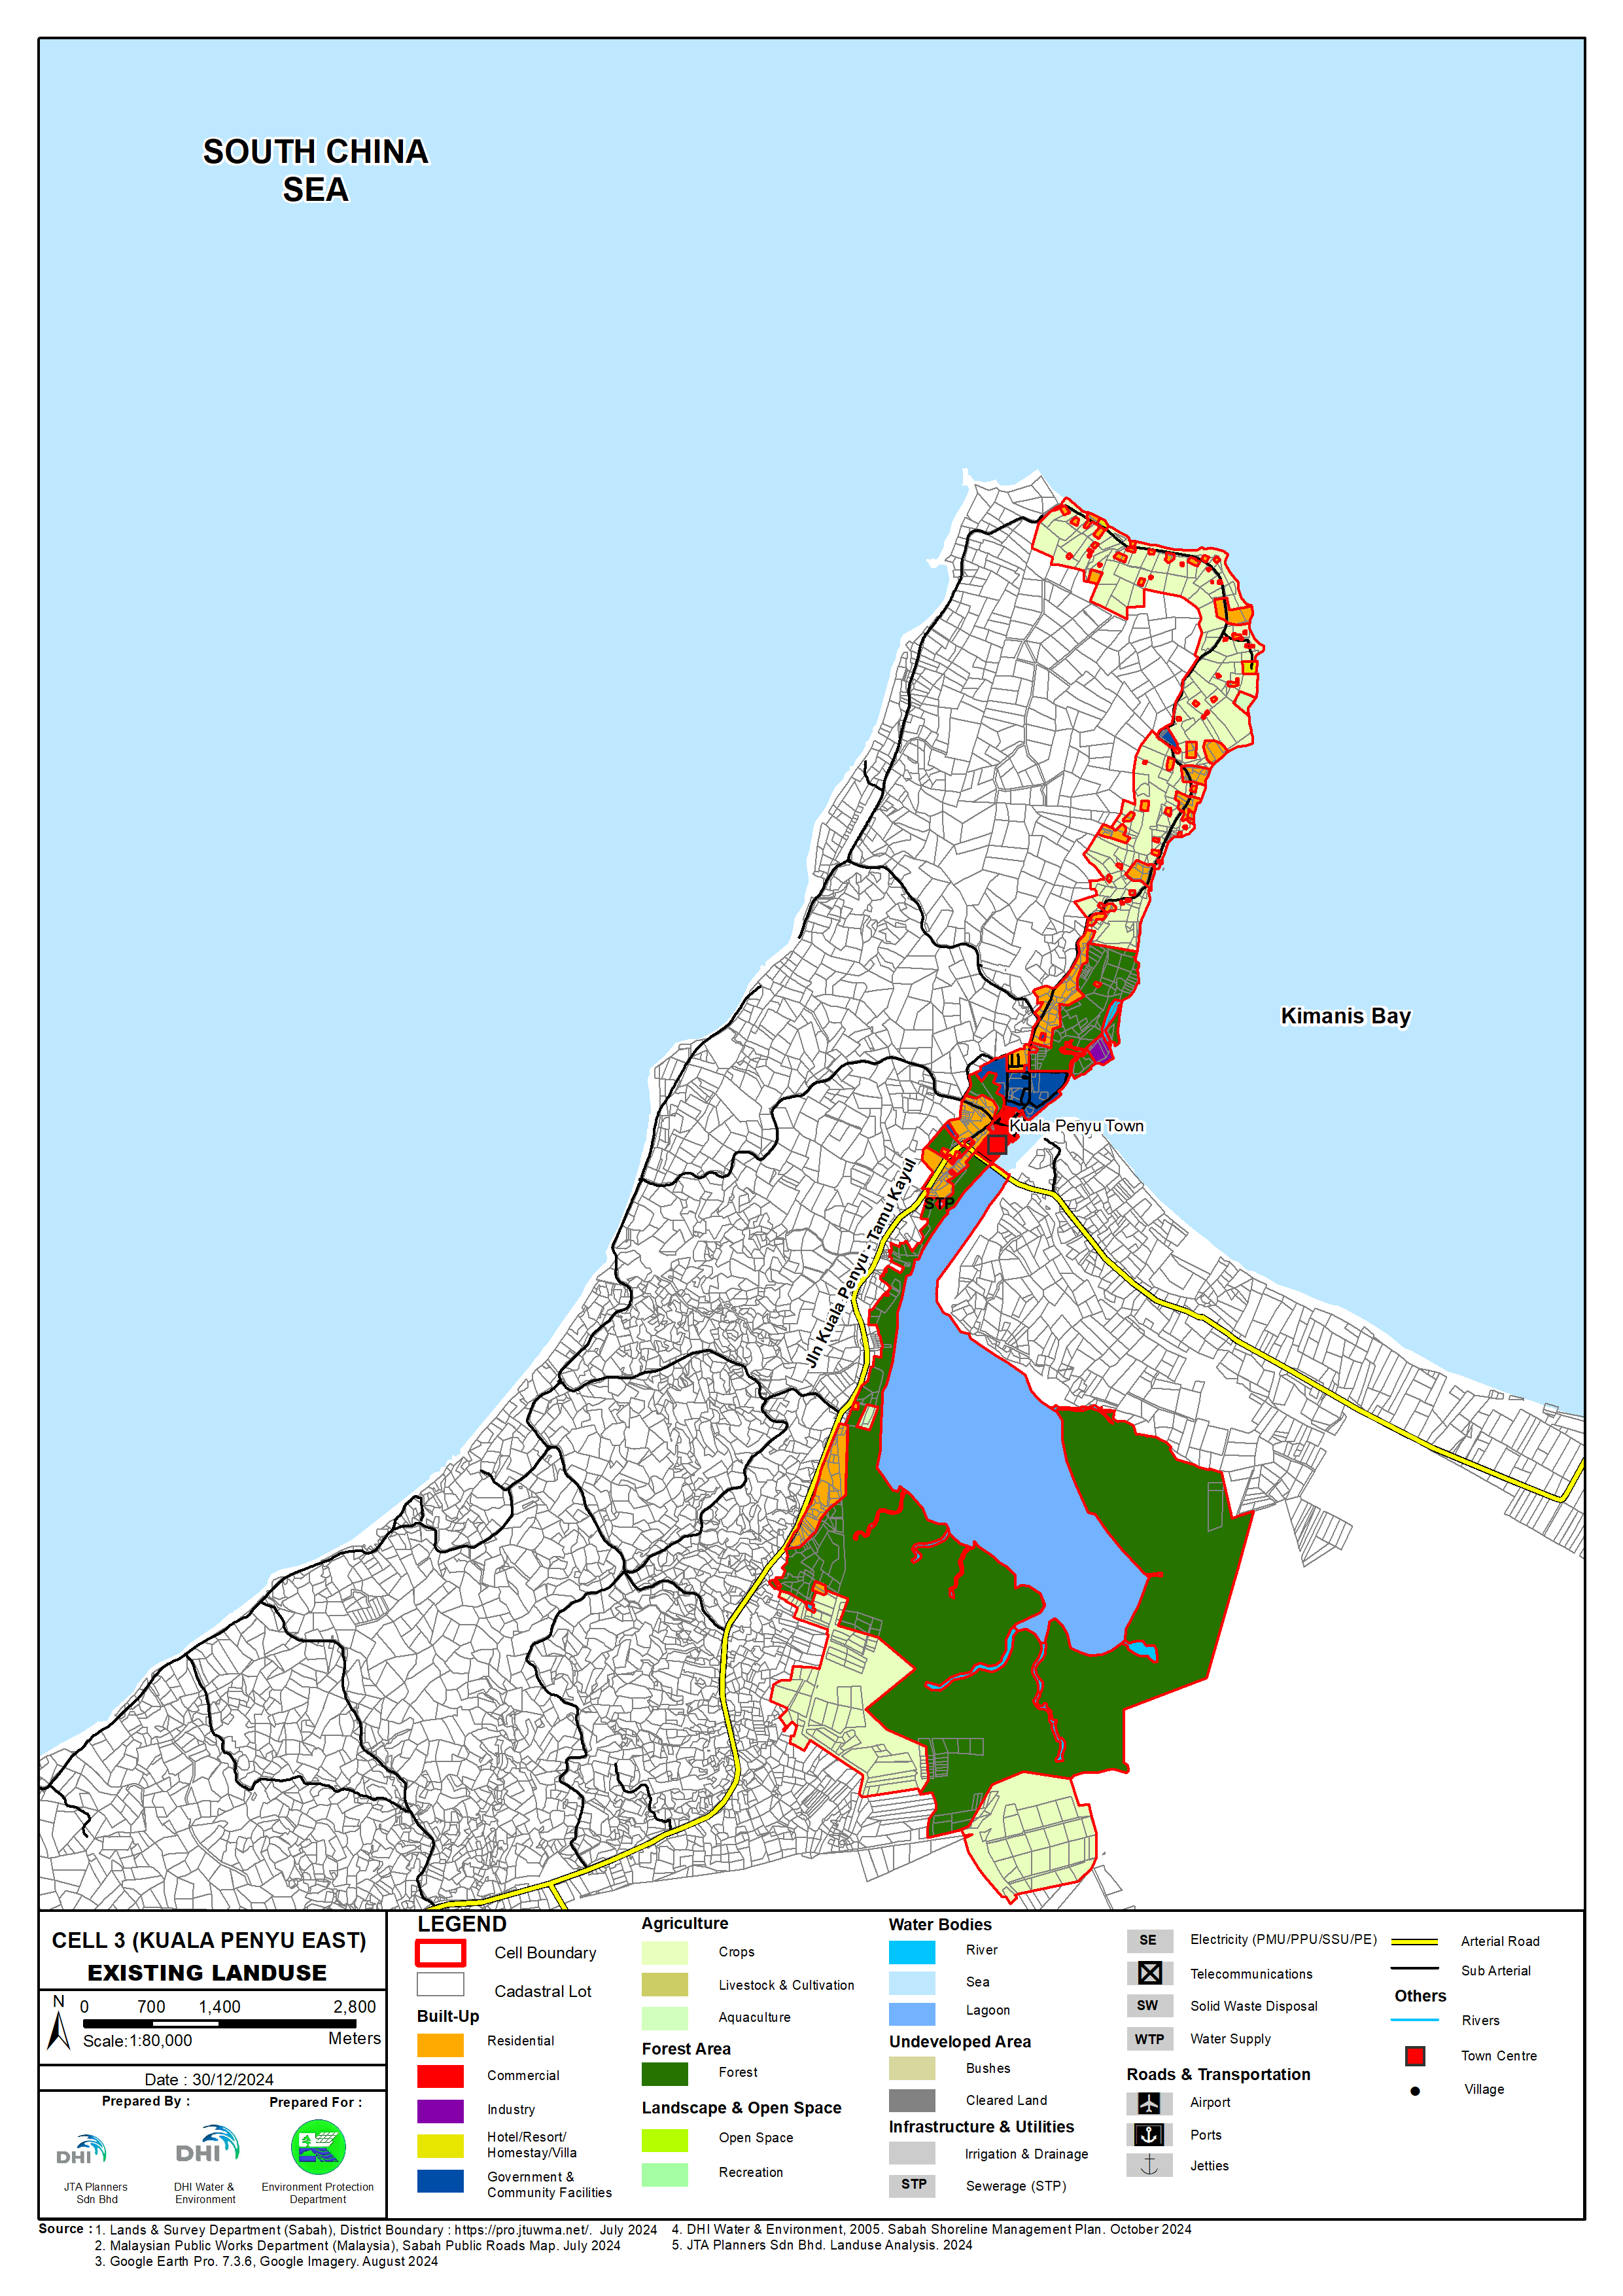 SOUTH CHINA
SEA
Kimanis Bay
Kuala Penyu Town
STP
Jln Kuala Penyu - Tamu Kayul
CELL 3 (KUALA PENYU EAST)
EXISTING LANDUSE
N
0 700 1,400 2,800
Scale:1:80,000 Meters
Date : 30/12/2024
Prepared By : Prepared For :
DHI
DHI
JTA Planners
Sdn Bhd
DHI Water &
Environment
Environment Protection
Department
LEGEND
Cell Boundary
Cadastral Lot
Built-Up
Residential
Commercial
Industry
Hotel/Resort/
Homestay/Villa
Government &
Community Facilities
Agriculture
Crops
Livestock & Cultivation
Aquaculture
Forest Area
Forest
Landscape & Open Space
Open Space
Recreation
Water Bodies
River
Sea
Lagoon
Undeveloped Area
Bushes
Cleared Land
Infrastructure & Utilities
Irrigation & Drainage
STP Sewerage (STP)
SE Electricity (PMU/PPU/SSU/PE)
Telecommunications
SW Solid Waste Disposal
WTP Water Supply
Roads & Transportation
Airport
Ports
Jetties
Arterial Road
Sub Arterial
Others
Rivers
Town Centre
Village
Source : 1. Lands & Survey Department (Sabah), District Boundary : https://pro.jtuwma.net/. July 2024
2. Malaysian Public Works Department (Malaysia), Sabah Public Roads Map. July 2024
3. Google Earth Pro. 7.3.6, Google Imagery. August 2024
4. DHI Water & Environment, 2005. Sabah Shoreline Management Plan. October 2024
5. JTA Planners Sdn Bhd. Landuse Analysis. 2024